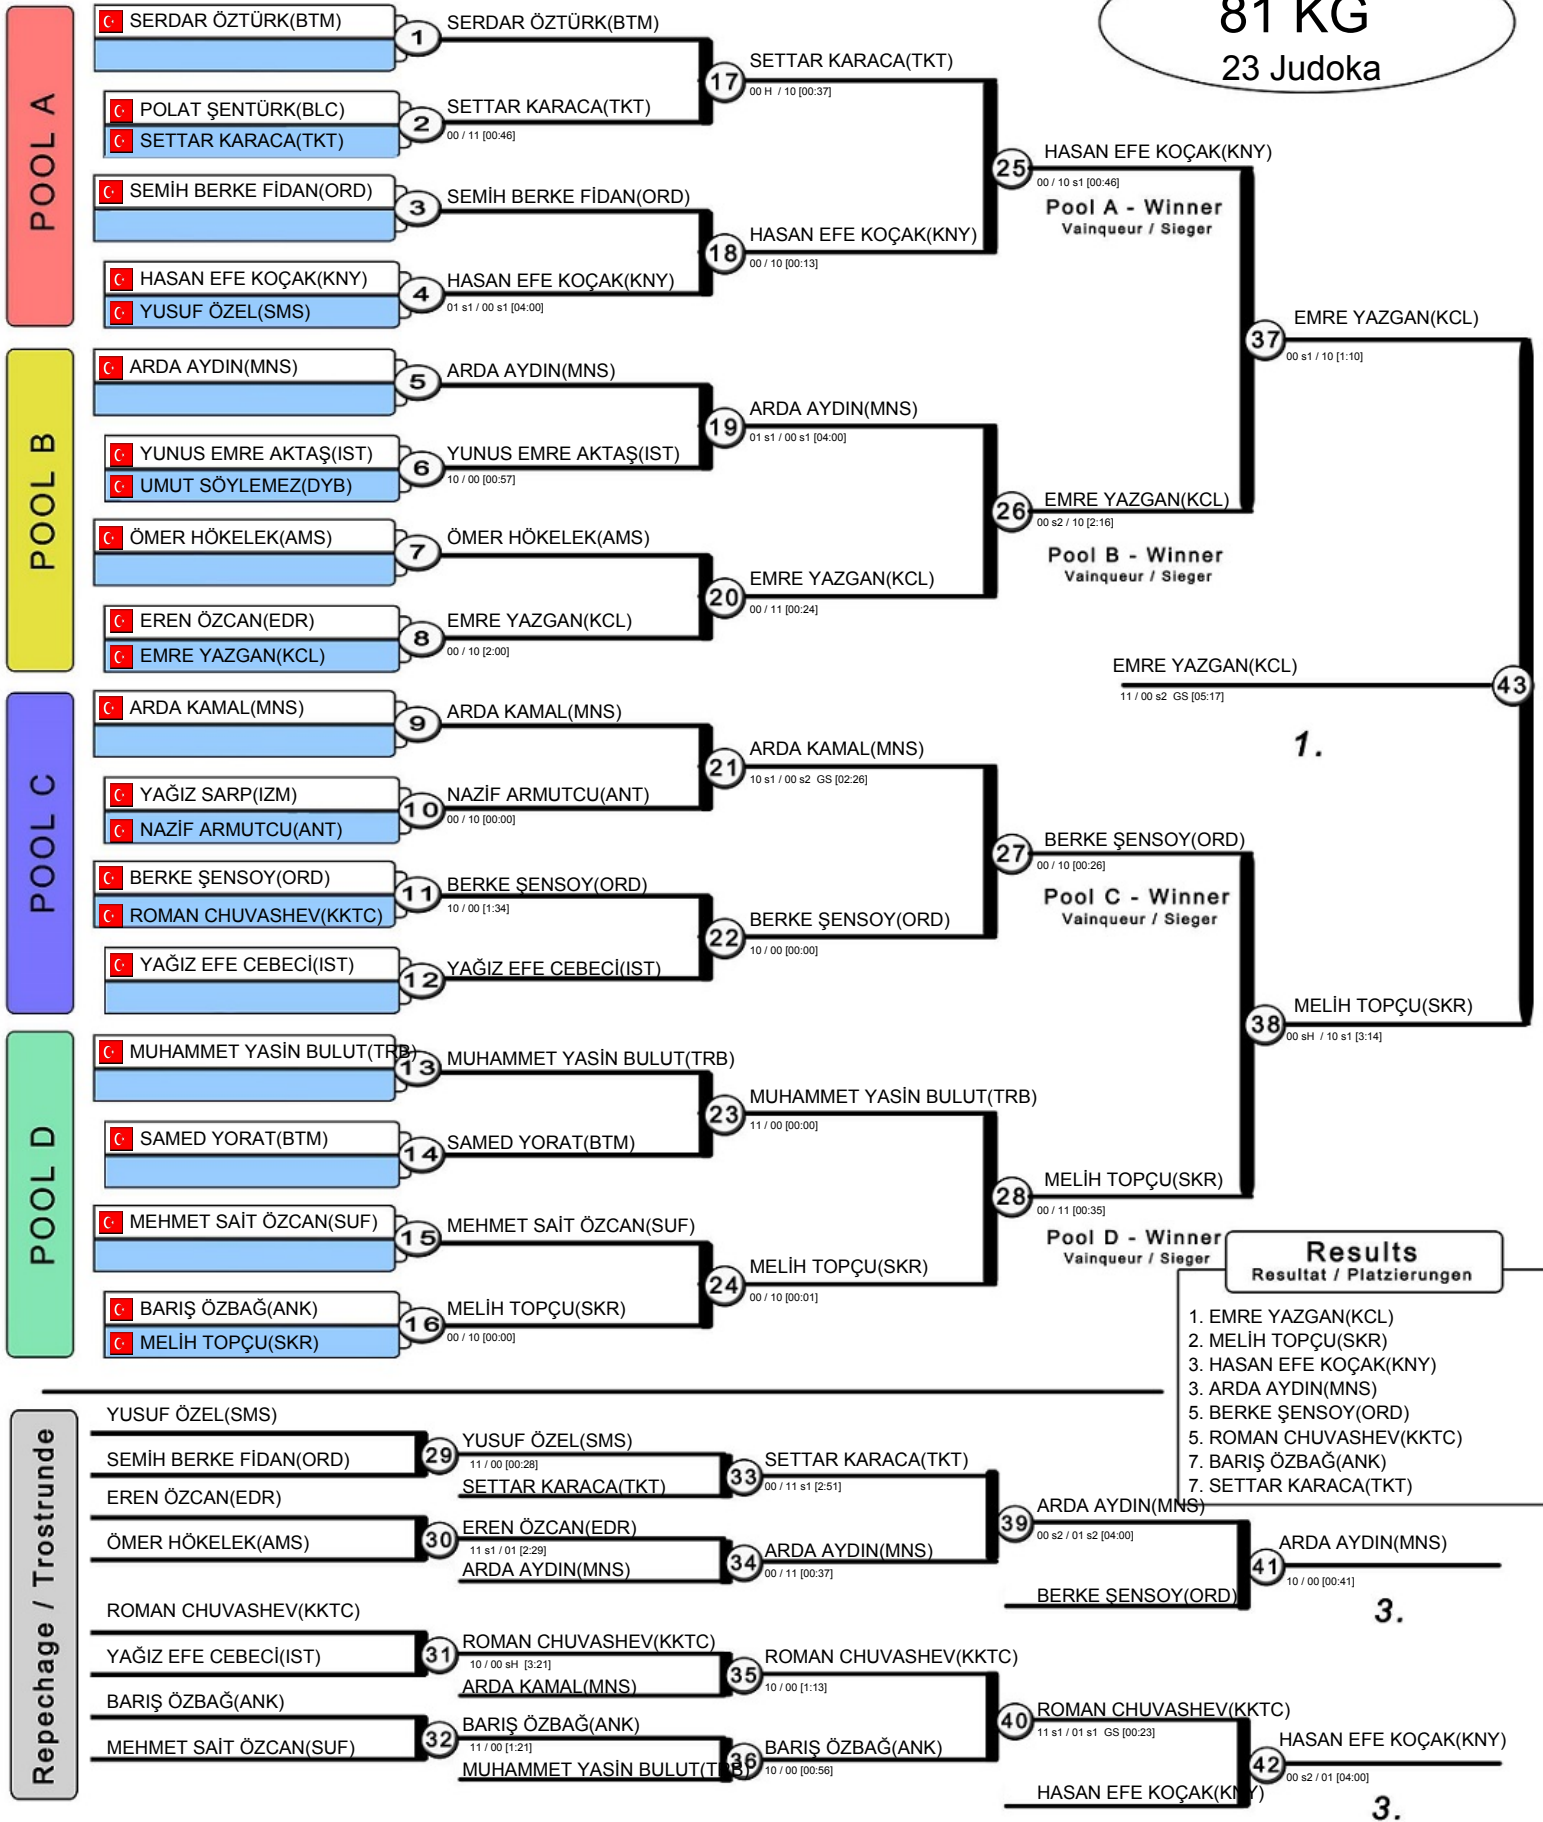 81 KG
23 Judoka
POOL A
SERDAR ÖZTÜRK(BTM)
1
SERDAR ÖZTÜRK(BTM)
POLAT ŞENTÜRK(BLC)
SETTAR KARACA(TKT)
2
SETTAR KARACA(TKT)
00 / 11 [00:46]
17
SETTAR KARACA(TKT)
00 H / 10 [00:37]
SEMİH BERKE FİDAN(ORD)
3
SEMİH BERKE FİDAN(ORD)
HASAN EFE KOÇAK(KNY)
YUSUF ÖZEL(SMS)
4
HASAN EFE KOÇAK(KNY)
01 s1 / 00 s1 [04:00]
18
HASAN EFE KOÇAK(KNY)
00 / 10 [00:13]
25
HASAN EFE KOÇAK(KNY)
00 / 10 s1 [00:46]
Pool A - Winner
Vainqueur / Sieger
POOL B
ARDA AYDIN(MNS)
5
ARDA AYDIN(MNS)
YUNUS EMRE AKTAŞ(IST)
UMUT SÖYLEMEZ(DYB)
6
YUNUS EMRE AKTAŞ(IST)
10 / 00 [00:57]
19
ARDA AYDIN(MNS)
01 s1 / 00 s1 [04:00]
ÖMER HÖKELEK(AMS)
7
ÖMER HÖKELEK(AMS)
EREN ÖZCAN(EDR)
EMRE YAZGAN(KCL)
8
EMRE YAZGAN(KCL)
00 / 10 [2:00]
20
EMRE YAZGAN(KCL)
00 / 11 [00:24]
26
EMRE YAZGAN(KCL)
00 s2 / 10 [2:16]
Pool B - Winner
Vainqueur / Sieger
37
EMRE YAZGAN(KCL)
00 s1 / 10 [1:10]
EMRE YAZGAN(KCL)
11 / 00 s2 GS [05:17]
43
1.
POOL C
ARDA KAMAL(MNS)
9
ARDA KAMAL(MNS)
YAĞIZ SARP(IZM)
NAZİF ARMUTCU(ANT)
10
NAZİF ARMUTCU(ANT)
00 / 10 [00:00]
21
ARDA KAMAL(MNS)
10 s1 / 00 s2 GS [02:26]
BERKE ŞENSOY(ORD)
ROMAN CHUVASHEV(KKTC)
11
BERKE ŞENSOY(ORD)
10 / 00 [1:34]
YAĞIZ EFE CEBECİ(IST)
12
YAĞIZ EFE CEBECİ(IST)
22
BERKE ŞENSOY(ORD)
10 / 00 [00:00]
27
BERKE ŞENSOY(ORD)
00 / 10 [00:26]
Pool C - Winner
Vainqueur / Sieger
POOL D
MUHAMMET YASİN BULUT(TRB)
13
MUHAMMET YASİN BULUT(TRB)
SAMED YORAT(BTM)
14
SAMED YORAT(BTM)
23
MUHAMMET YASİN BULUT(TRB)
11 / 00 [00:00]
MEHMET SAİT ÖZCAN(SUF)
15
MEHMET SAİT ÖZCAN(SUF)
BARIŞ ÖZBAĞ(ANK)
MELİH TOPÇU(SKR)
16
MELİH TOPÇU(SKR)
00 / 10 [00:00]
24
MELİH TOPÇU(SKR)
00 / 10 [00:01]
28
MELİH TOPÇU(SKR)
00 / 11 [00:35]
Pool D - Winner
Vainqueur / Sieger
38
MELİH TOPÇU(SKR)
00 sH / 10 s1 [3:14]
Results
Resultat / Platzierungen
1. EMRE YAZGAN(KCL)
2. MELİH TOPÇU(SKR)
3. HASAN EFE KOÇAK(KNY)
3. ARDA AYDIN(MNS)
5. BERKE ŞENSOY(ORD)
5. ROMAN CHUVASHEV(KKTC)
7. BARIŞ ÖZBAĞ(ANK)
7. SETTAR KARACA(TKT)
Repechage / Trostrunde
YUSUF ÖZEL(SMS)
SEMİH BERKE FİDAN(ORD)
29
YUSUF ÖZEL(SMS)
11 / 00 [00:28]
SETTAR KARACA(TKT)
33
SETTAR KARACA(TKT)
00 / 11 s1 [2:51]
EREN ÖZCAN(EDR)
ÖMER HÖKELEK(AMS)
30
EREN ÖZCAN(EDR)
11 s1 / 01 [2:29]
ARDA AYDIN(MNS)
34
ARDA AYDIN(MNS)
00 / 11 [00:37]
39
ARDA AYDIN(MNS)
00 s2 / 01 s2 [04:00]
BERKE ŞENSOY(ORD)
41
ARDA AYDIN(MNS)
10 / 00 [00:41]
3.
ROMAN CHUVASHEV(KKTC)
YAĞIZ EFE CEBECİ(IST)
31
ROMAN CHUVASHEV(KKTC)
10 / 00 sH [3:21]
ARDA KAMAL(MNS)
35
ROMAN CHUVASHEV(KKTC)
10 / 00 [1:13]
BARIŞ ÖZBAĞ(ANK)
MEHMET SAİT ÖZCAN(SUF)
32
BARIŞ ÖZBAĞ(ANK)
11 / 00 [1:21]
MUHAMMET YASİN BULUT(TRB)
36
BARIŞ ÖZBAĞ(ANK)
10 / 00 [00:56]
40
ROMAN CHUVASHEV(KKTC)
11 s1 / 01 s1 GS [00:23]
HASAN EFE KOÇAK(KNY)
42
HASAN EFE KOÇAK(KNY)
00 s2 / 01 [04:00]
3.